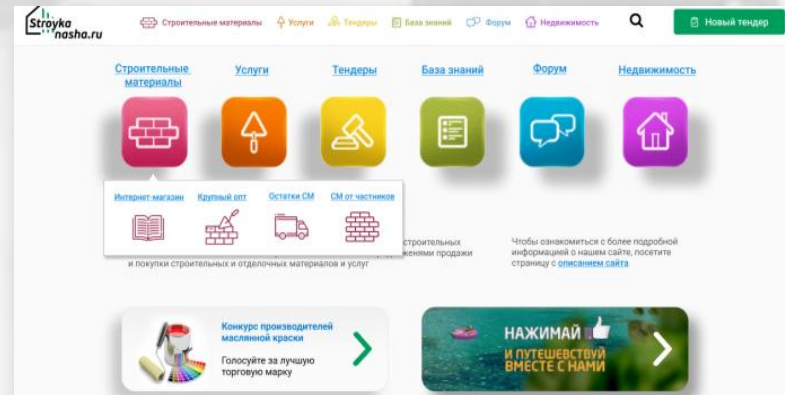 Stroyka
nasha.ru
Строительные материалы
Услуги
Тендеры
База знаний
Форум
Недвижимость
Новый тендер
Строительные
материалы
Услуги
Тендеры
База знаний
Форум
Недвижимость
Интернет-магазин
Крупный опт
Остатки СМ
СМ от частников
строительных
и покупки строительных и отделочных материалов и услуг
Чтобы ознакомиться с более подробной
информацией о нашем сайте, посетите
страницу с описанием сайта
Конкурс производителей
маслянной краски
Голосуйте за лучшую
торговую марку
НАЖИМАЙ
И ПУТЕШЕСТВУЙ
ВМЕСТЕ С НАМИ